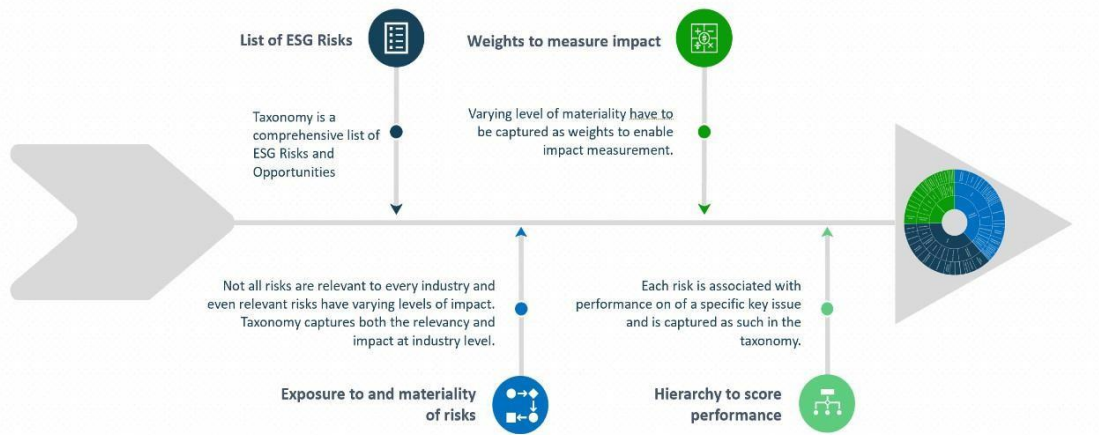 List of ESG Risks
Taxonomy is a
comprehensive list of
ESG Risks and
Opportunities
Weights to measure impact
Varying level of materiality have to
be captured as weights to enable
impact measurement.
Not all risks are relevant to every industry and
even relevant risks have varying levels of impact.
Taxonomy captures both the relevancy and
impact at industry level.
Exposure to and materiality
of risks
Each risk is associated with
performance on of a specific key issue
and is captured as such in the
taxonomy.
Hierarchy to score
performance